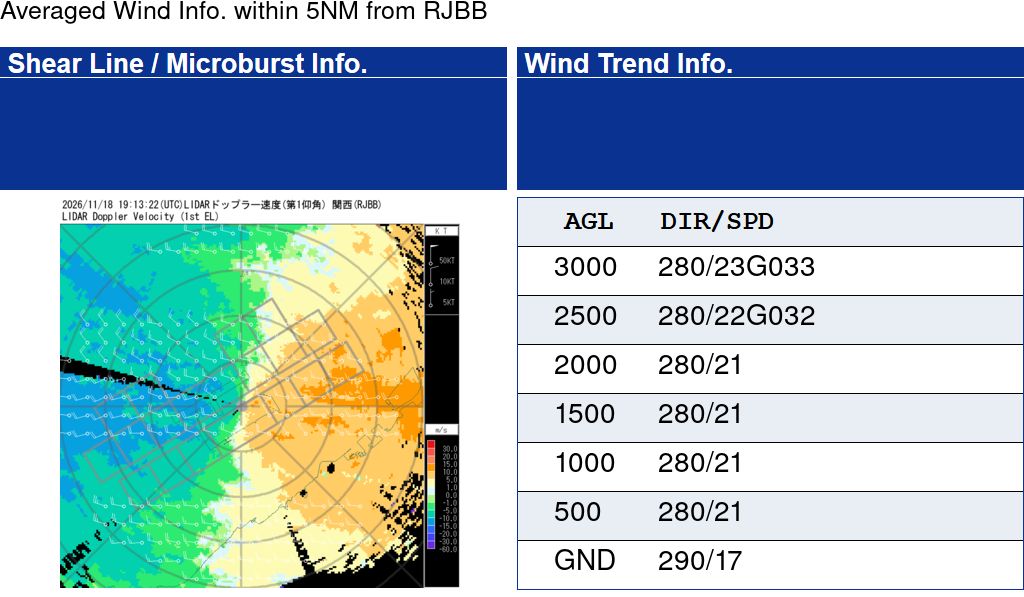 Averaged Wind Info. within 5NM from RJBB
Shear Line / Microburst Info.
Wind Trend Info.
2026/11/18 19:13:22(UTC)LIDARドップラー速度(第1仰角) 関西(RJBB)
LIDAR Doppler Velocity (1st EL)
KT
50KT
10KT
5KT
m/s
30.0
20.0
15.0
10.0
5.0
1.0
0.0
-1.0
-5.0
-10.0
-15.0
-20.0
-30.0
-60.0
AGL DIR/SPD
3000 280/23G033
2500 280/22G032
2000 280/21
1500 280/21
1000 280/21
500 280/21
GND 290/17